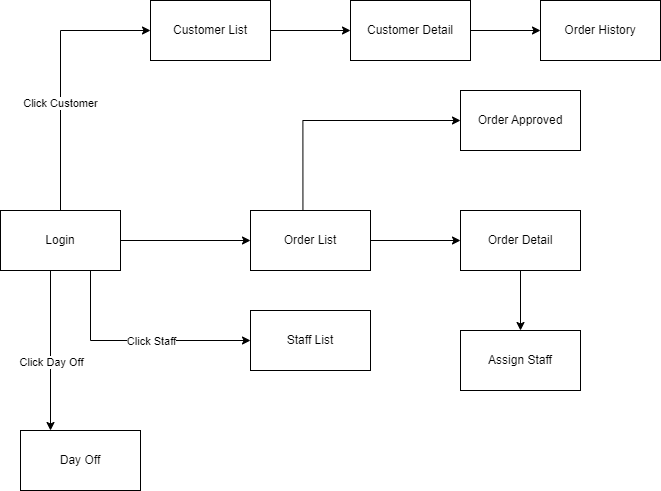 Customer List
Customer Detail
Order History
Click Customer
Order Approved
Login
Order List
Order Detail
Click Staff
Staff List
Click Day Off
Assign Staff
Day Off